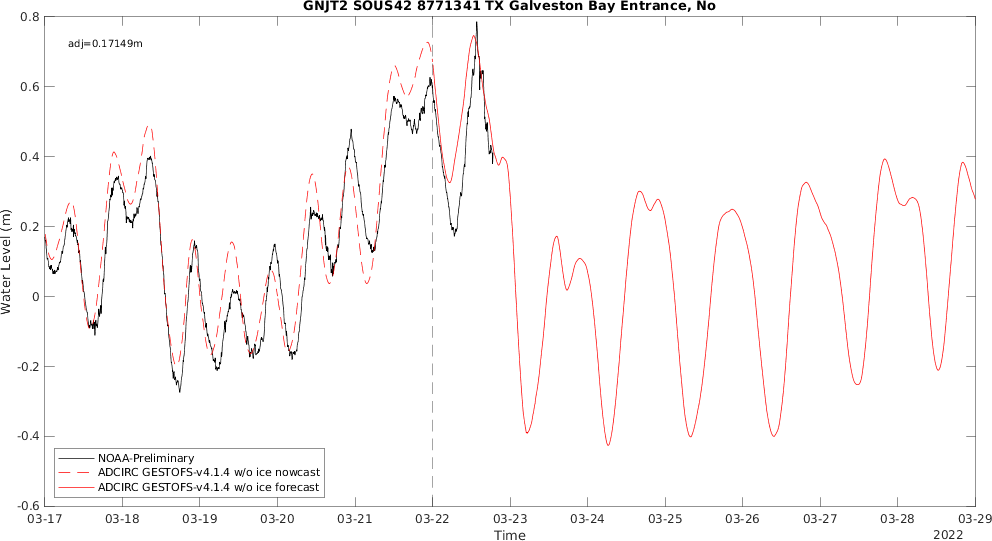 GNJT2 SOUS42 8771341 TX Galveston Bay Entrance, No
adj=0.17149m
0.8
0.6
0.4
0.2
0
-0.2
-0.4
-0.6
Water Level (m)
NOAA-Preliminary
ADCIRC GESTOFS-v4.1.4 w/o ice nowcast
ADCIRC GESTOFS-v4.1.4 w/o ice forecast
03-17 03-18 03-19 03-20 03-21 03-22 03-23 03-24 03-25 03-26 03-27 03-28 03-29
Time
2022